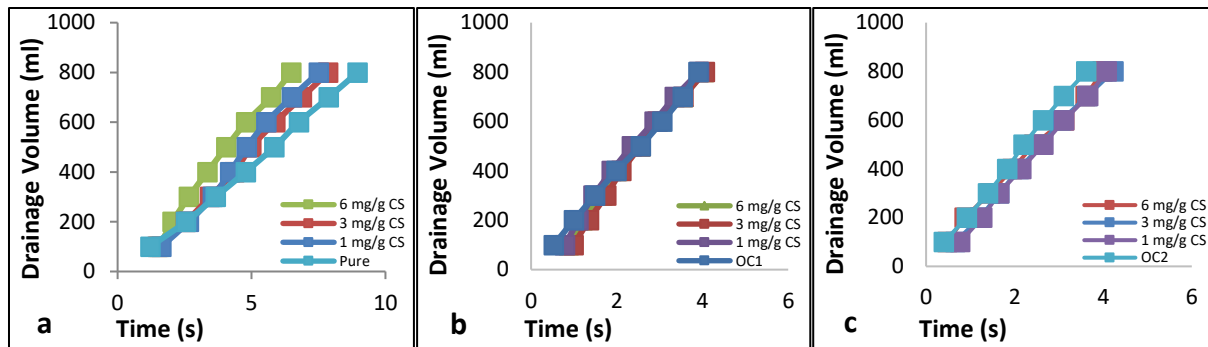 Drainage Volume (ml)
1000
800
600
400
200
0
0 5 10
Time (s)
a
6 mg/g CS
3 mg/g CS
1 mg/g CS
Pure
Drainage Volume (ml)
1000
800
600
400
200
0
0 2 4 6
Time (s)
b
6 mg/g CS
3 mg/g CS
1 mg/g CS
OC1
Drainage Volume (ml)
1000
800
600
400
200
0
0 2 4 6
Time (s)
c
6 mg/g CS
3 mg/g CS
1 mg/g CS
OC2